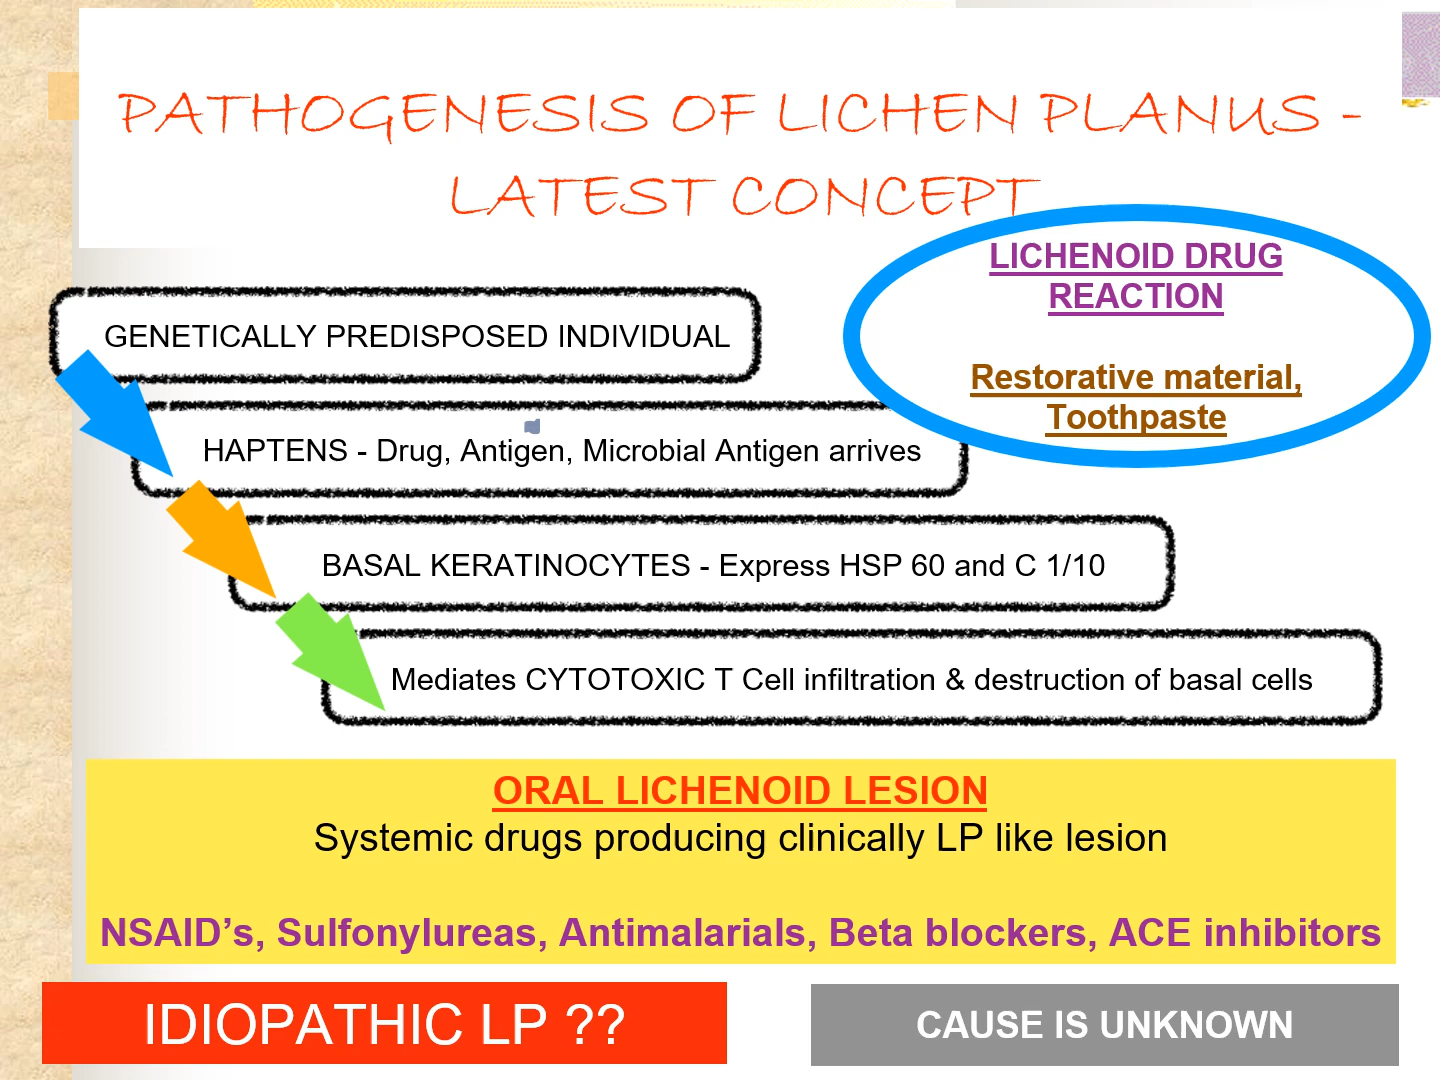 PATHOGENESIS OF LICHEN PLANUS -
LATEST CONCEPT
LICHENOID DRUG
REACTION
Restorative material,
Toothpaste
GENETICALLY PREDISPOSED INDIVIDUAL
HAPTENS - Drug, Antigen, Microbial Antigen arrives
BASAL KERATINOCYTES - Express HSP 60 and C 1/10
Mediates CYTOTOXIC T Cell infiltration & destruction of basal cells
ORAL LICHENOID LESION
Systemic drugs producing clinically LP like lesion
NSAID’s, Sulfonylureas, Antimalarials, Beta blockers, ACE inhibitors
IDIOPATHIC LP ??
CAUSE IS UNKNOWN